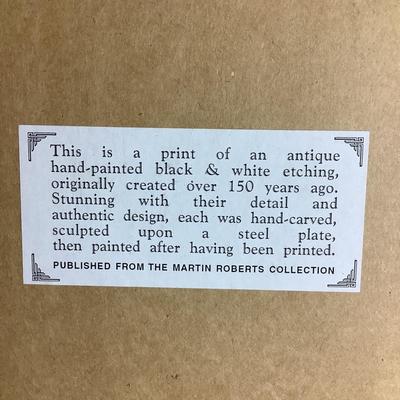 This is a print of an antique
hand-painted black & white etching,
originally created over 150 years ago.
Stunning with their detail and
authentic design, each was hand-carved,
sculpted upon a steel plate,
then painted after having been printed.
PUBLISHED FROM THE MARTIN ROBERTS COLLECTION